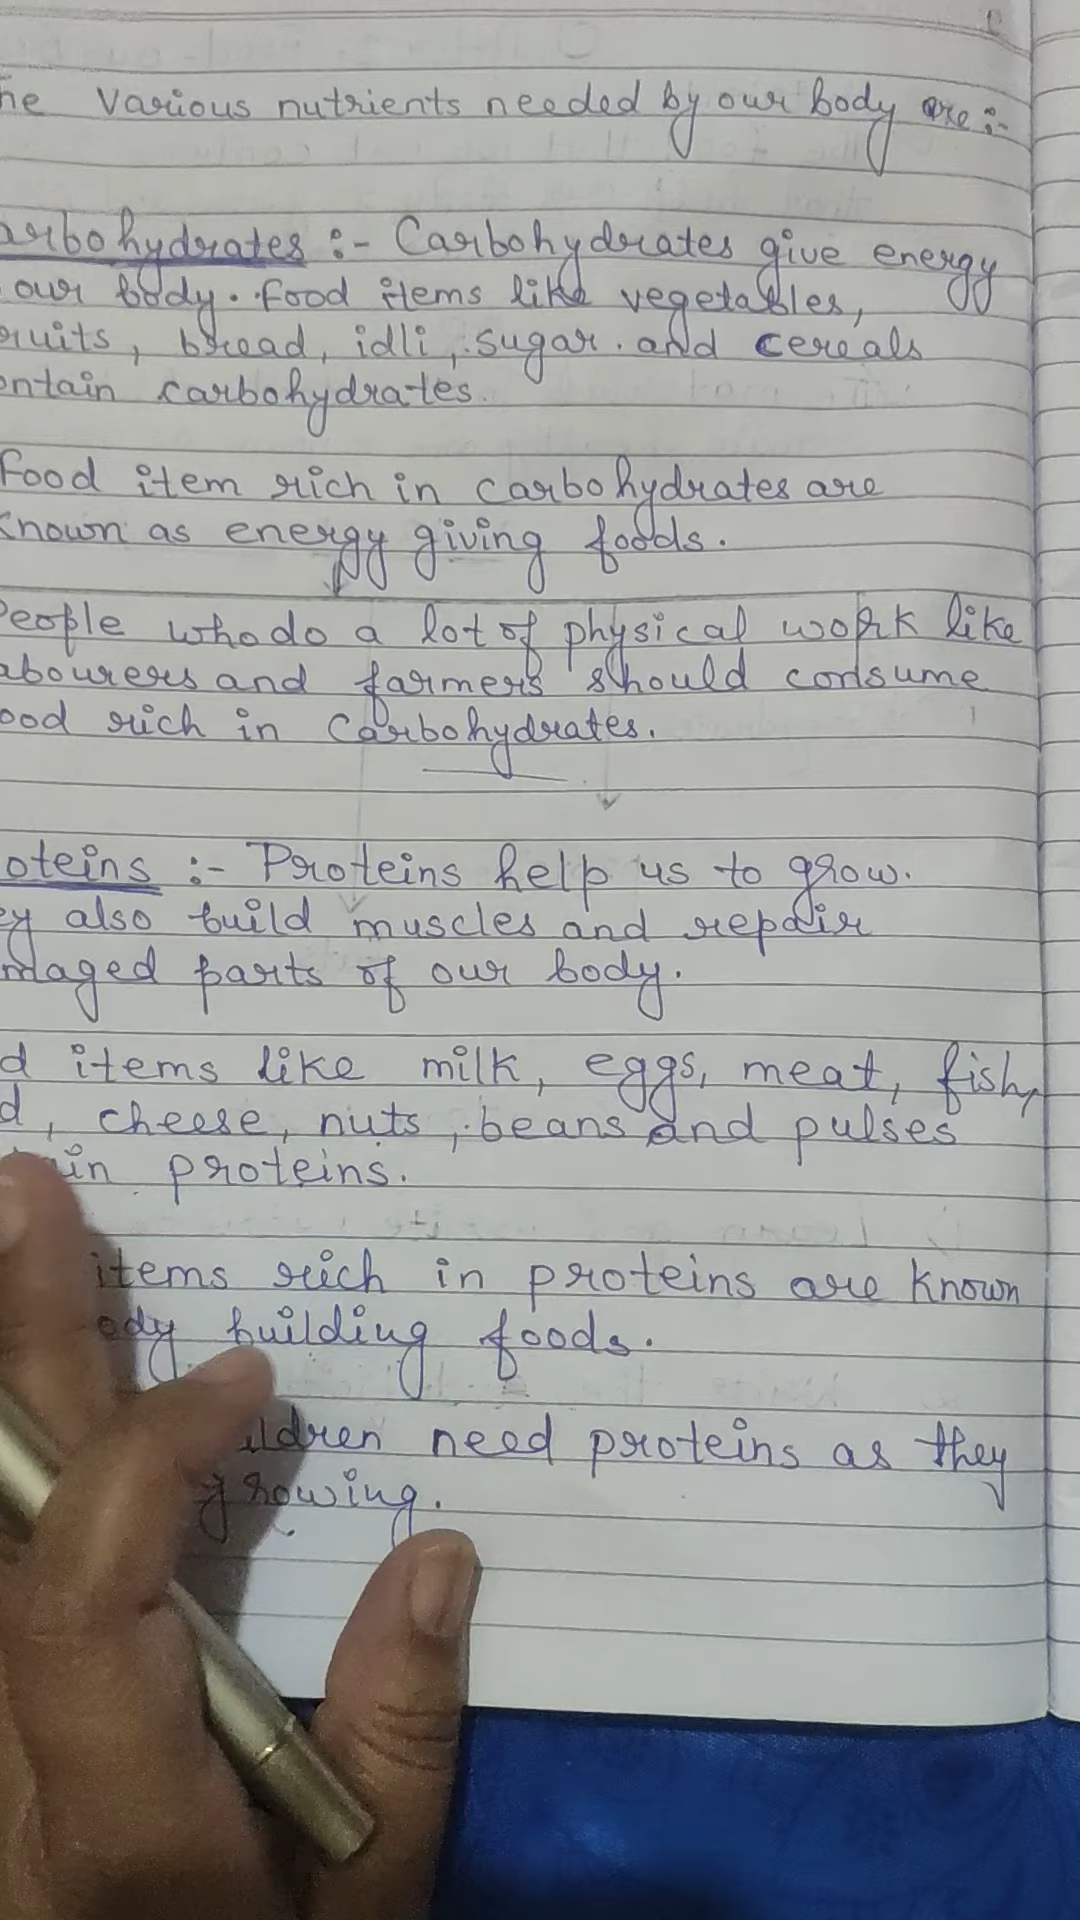 he Various nutrients needed by our body are :-
arbohydrates :- Carbohydrates give energy
our body. food items like vegetables,
ruits, bread, idli, sugar and cereals
ontain carbohydrates.
Food item rich in carbohydrates are
known as energy giving foods.
People who do a lot of physical work like
abourers and farmers should consume
ood rich in Carbohydrates.
oteins :- Proteins help us to grow.
ey also build muscles and repair
maged parts of our body.
d items like milk, eggs, meat, fish,
d, cheese, nuts, beans and pulses
in proteins.
items rich in proteins are known
ody building foods.
ldren need proteins as they
growing.